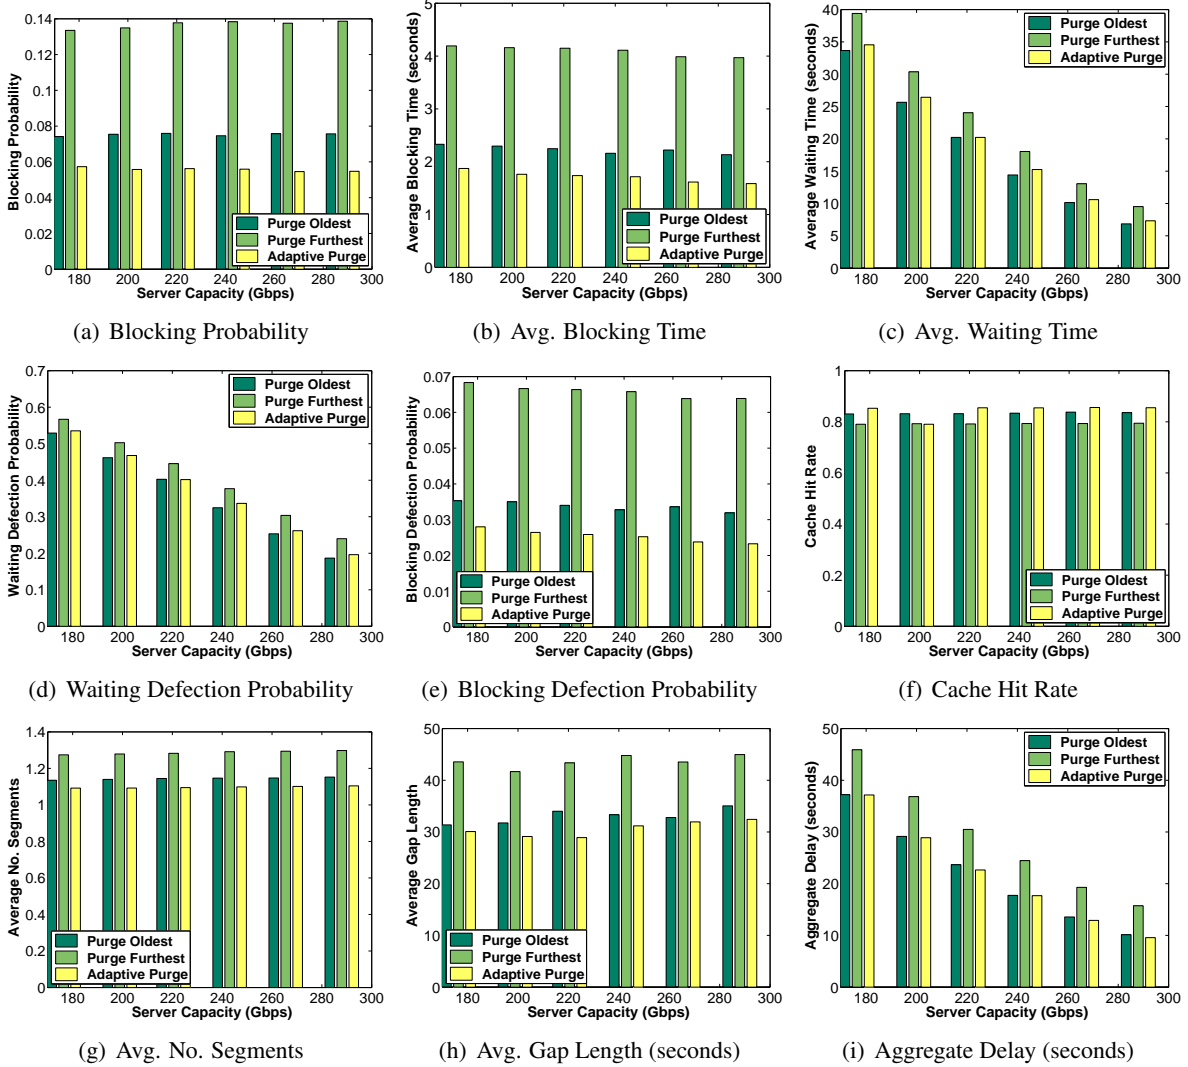 0.14
0.12
0.1
0.08
0.06
0.04
0.02
0
Blocking Probability
180 200 220 240 260 280 300
Server Capacity (Gbps)
Purge Oldest
Purge Furthest
Adaptive Purge
(a) Blocking Probability
5
4
3
2
1
0
Average Blocking Time (seconds)
180 200 220 240 260 280 300
Server Capacity (Gbps)
Purge Oldest
Purge Furthest
Adaptive Purge
(b) Avg. Blocking Time
40
35
30
25
20
15
10
5
0
Average Waiting Time (seconds)
180 200 220 240 260 280 300
Server Capacity (Gbps)
Purge Oldest
Purge Furthest
Adaptive Purge
(c) Avg. Waiting Time
0.7
0.6
0.5
0.4
0.3
0.2
0.1
0
Waiting Defection Probability
180 200 220 240 260 280 300
Server Capacity (Gbps)
Purge Oldest
Purge Furthest
Adaptive Purge
(d) Waiting Defection Probability
0.07
0.06
0.05
0.04
0.03
0.02
0.01
0
Blocking Defection Probability
180 200 220 240 260 280 300
Server Capacity (Gbps)
Purge Oldest
Purge Furthest
Adaptive Purge
(e) Blocking Defection Probability
1
0.8
0.6
0.4
0.2
0
Cache Hit Rate
180 200 220 240 260 280 300
Server Capacity (Gbps)
Purge Oldest
Purge Furthest
Adaptive Purge
(f) Cache Hit Rate
1.4
1.2
1
0.8
0.6
0.4
0.2
0
Average No. Segments
180 200 220 240 260 280 300
Server Capacity (Gbps)
Purge Oldest
Purge Furthest
Adaptive Purge
(g) Avg. No. Segments
50
40
30
20
10
0
Average Gap Length
180 200 220 240 260 280 300
Server Capacity (Gbps)
Purge Oldest
Purge Furthest
Adaptive Purge
(h) Avg. Gap Length (seconds)
50
40
30
20
10
0
Aggregate Delay (seconds)
180 200 220 240 260 280 300
Server Capacity (Gbps)
Purge Oldest
Purge Furthest
Adaptive Purge
(i) Aggregate Delay (seconds)